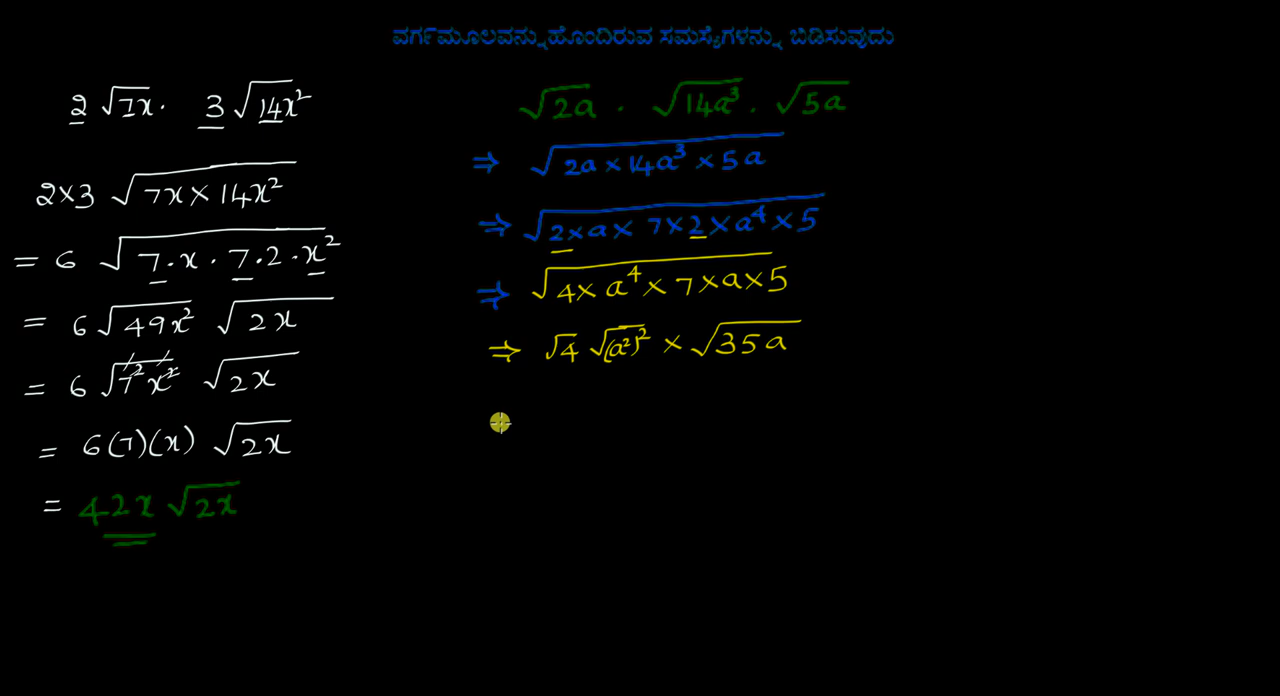 ವರ್ಗಮೂಲವನ್ನು ಹೊಂದಿರುವ ಸಮಸ್ಯೆಗಳನ್ನು ಬಿಡಿಸುವುದು
2 √7x · 3 √14x²
2×3 √7x × 14x²
= 6 √7·x·7·2·x²
= 6 √49x² √2x
= 6 √7²x² √2x
= 6(7)(x) √2x
= 42x √2x
√2a · √14a³ · √5a
⇒ √2a × 14a³ × 5a
⇒ √2×a× 7×2×a⁴×5
⇒ √4× a⁴ × 7×a×5
⇒ √4 √(a²)² × √35a